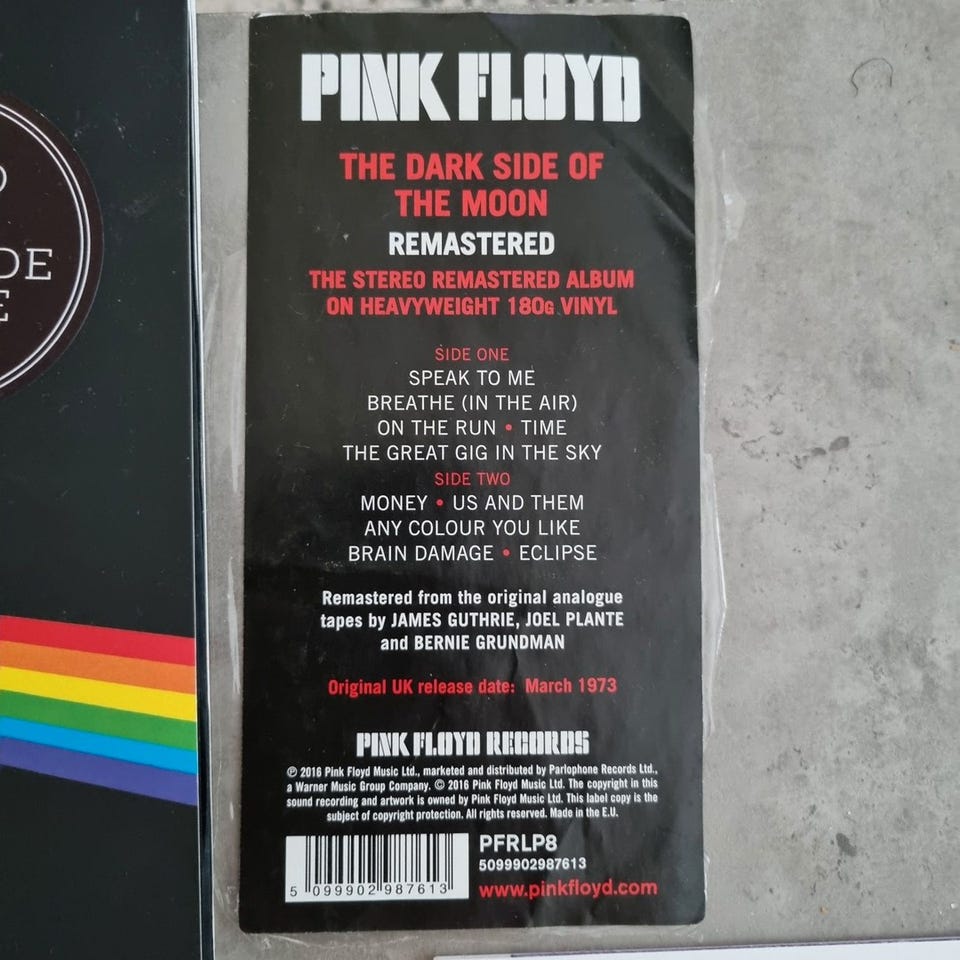 DE
PINK FLOYD
THE DARK SIDE OF
THE MOON
REMASTERED
THE STEREO REMASTERED ALBUM
ON HEAVYWEIGHT 180G VINYL
SIDE ONE
SPEAK TO ME
BREATHE (IN THE AIR)
ON THE RUN • TIME
THE GREAT GIG IN THE SKY
SIDE TWO
MONEY • US AND THEM
ANY COLOUR YOU LIKE
BRAIN DAMAGE • ECLIPSE
Remastered from the original analogue
tapes by JAMES GUTHRIE, JOEL PLANTE
and BERNIE GRUNDMAN
Original UK release date: March 1973
PINK FLOYD RECORDS
℗ 2016 Pink Floyd Music Ltd., marketed and distributed by Parlophone Records Ltd.,
a Warner Music Group Company. © 2016 Pink Floyd Music Ltd. The copyright in this
sound recording and artwork is owned by Pink Floyd Music Ltd. This label copy is the
subject of copyright protection. All rights reserved. Made in the E.U.
PFRLP8
5099902987613
5 099902 987613
www.pinkfloyd.com